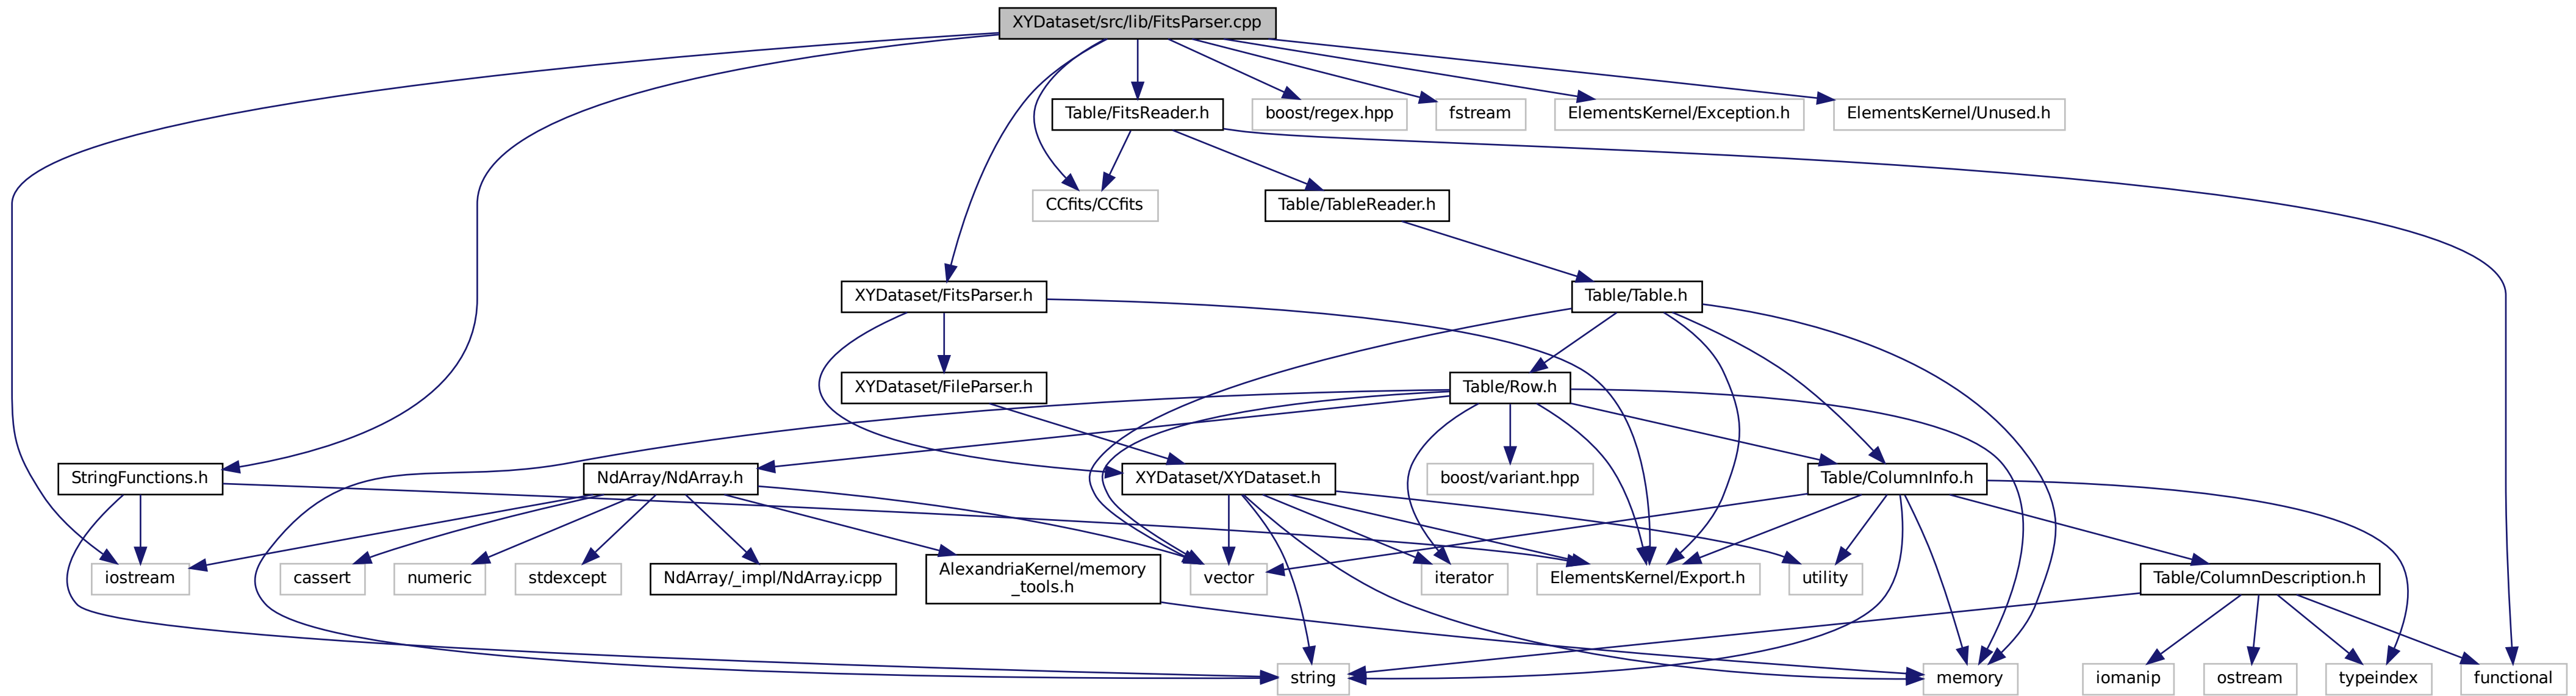 XYDataset/src/lib/FitsParser.cpp
Table/FitsReader.h
boost/regex.hpp
fstream
ElementsKernel/Exception.h
ElementsKernel/Unused.h
CCfits/CCfits
Table/TableReader.h
XYDataset/FitsParser.h
Table/Table.h
XYDataset/FileParser.h
Table/Row.h
StringFunctions.h
NdArray/NdArray.h
XYDataset/XYDataset.h
boost/variant.hpp
Table/ColumnInfo.h
iostream
cassert
numeric
stdexcept
NdArray/_impl/NdArray.icpp
AlexandriaKernel/memory
_tools.h
vector
iterator
ElementsKernel/Export.h
utility
Table/ColumnDescription.h
string
memory
iomanip
ostream
typeindex
functional